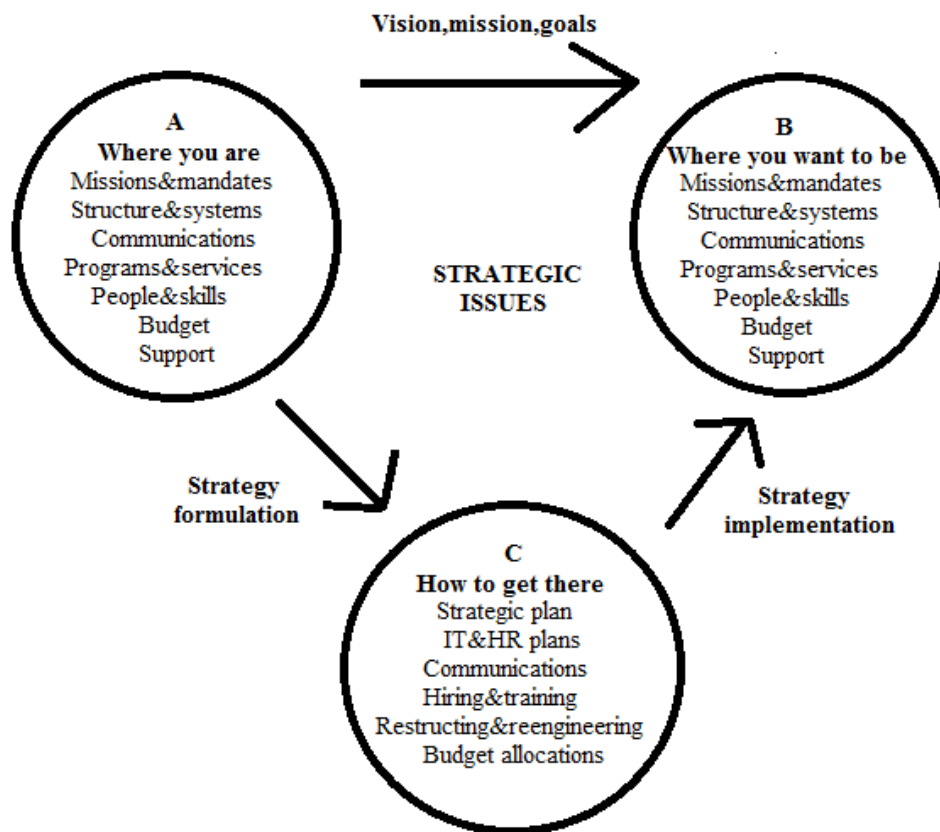 Vision,mission,goals
A
Where you are
Missions&mandates
Structure&systems
Communications
Programs&services
People&skills
Budget
Support
B
Where you want to be
Missions&mandates
Structure&systems
Communications
Programs&services
People&skills
Budget
Support
STRATEGIC
ISSUES
Strategy
formulation
Strategy
implementation
C
How to get there
Strategic plan
IT&HR plans
Communications
Hiring&training
Restructing&reengineering
Budget allocations